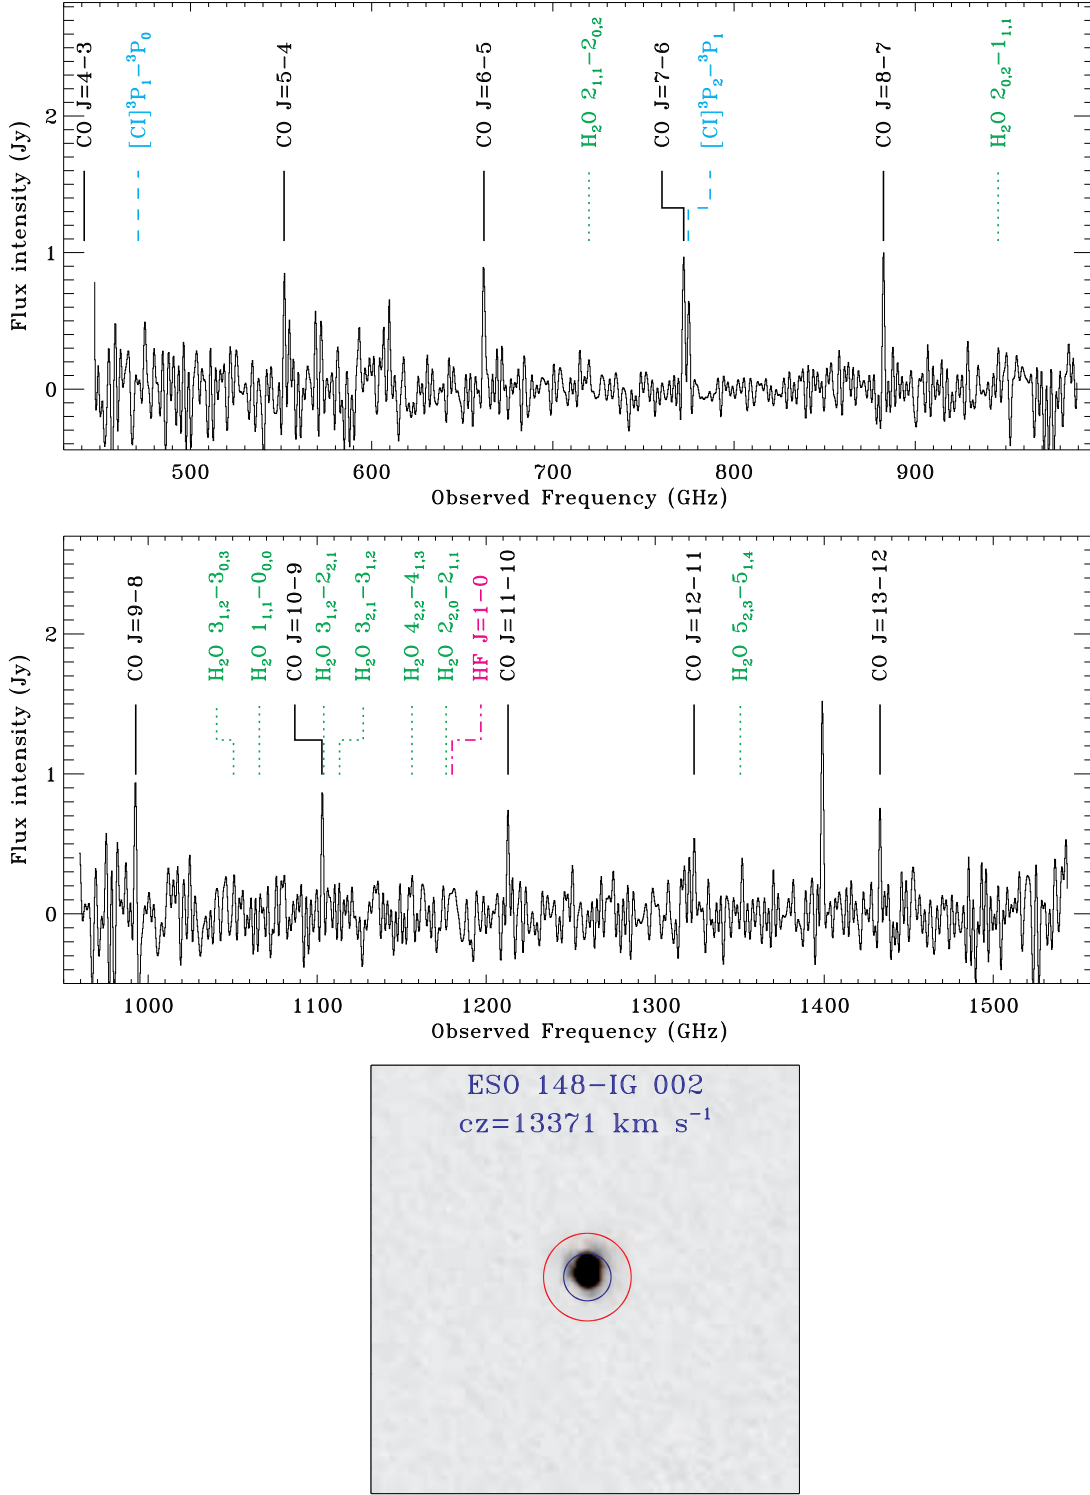 CO J=4−3
[CI]³P₁−³P₀
CO J=5−4
CO J=6−5
H₂O 2₁,₁−2₀,₂
CO J=7−6
[CI]³P₂−³P₁
CO J=8−7
H₂O 2₀,₂−1₁,₁
Flux intensity (Jy)
2
1
0
500 600 700 800 900
Observed Frequency (GHz)
CO J=9−8
H₂O 3₁,₂−3₀,₃
H₂O 1₁,₁−0₀,₀
CO J=10−9
H₂O 3₁,₂−2₂,₁
H₂O 3₂,₁−3₁,₂
H₂O 4₂,₂−4₁,₃
H₂O 2₂,₀−2₁,₁
HF J=1−0
CO J=11−10
CO J=12−11
H₂O 5₂,₃−5₁,₄
CO J=13−12
Flux intensity (Jy)
2
1
0
1000 1100 1200 1300 1400 1500
Observed Frequency (GHz)
ESO 148−IG 002
cz=13371 km s⁻¹